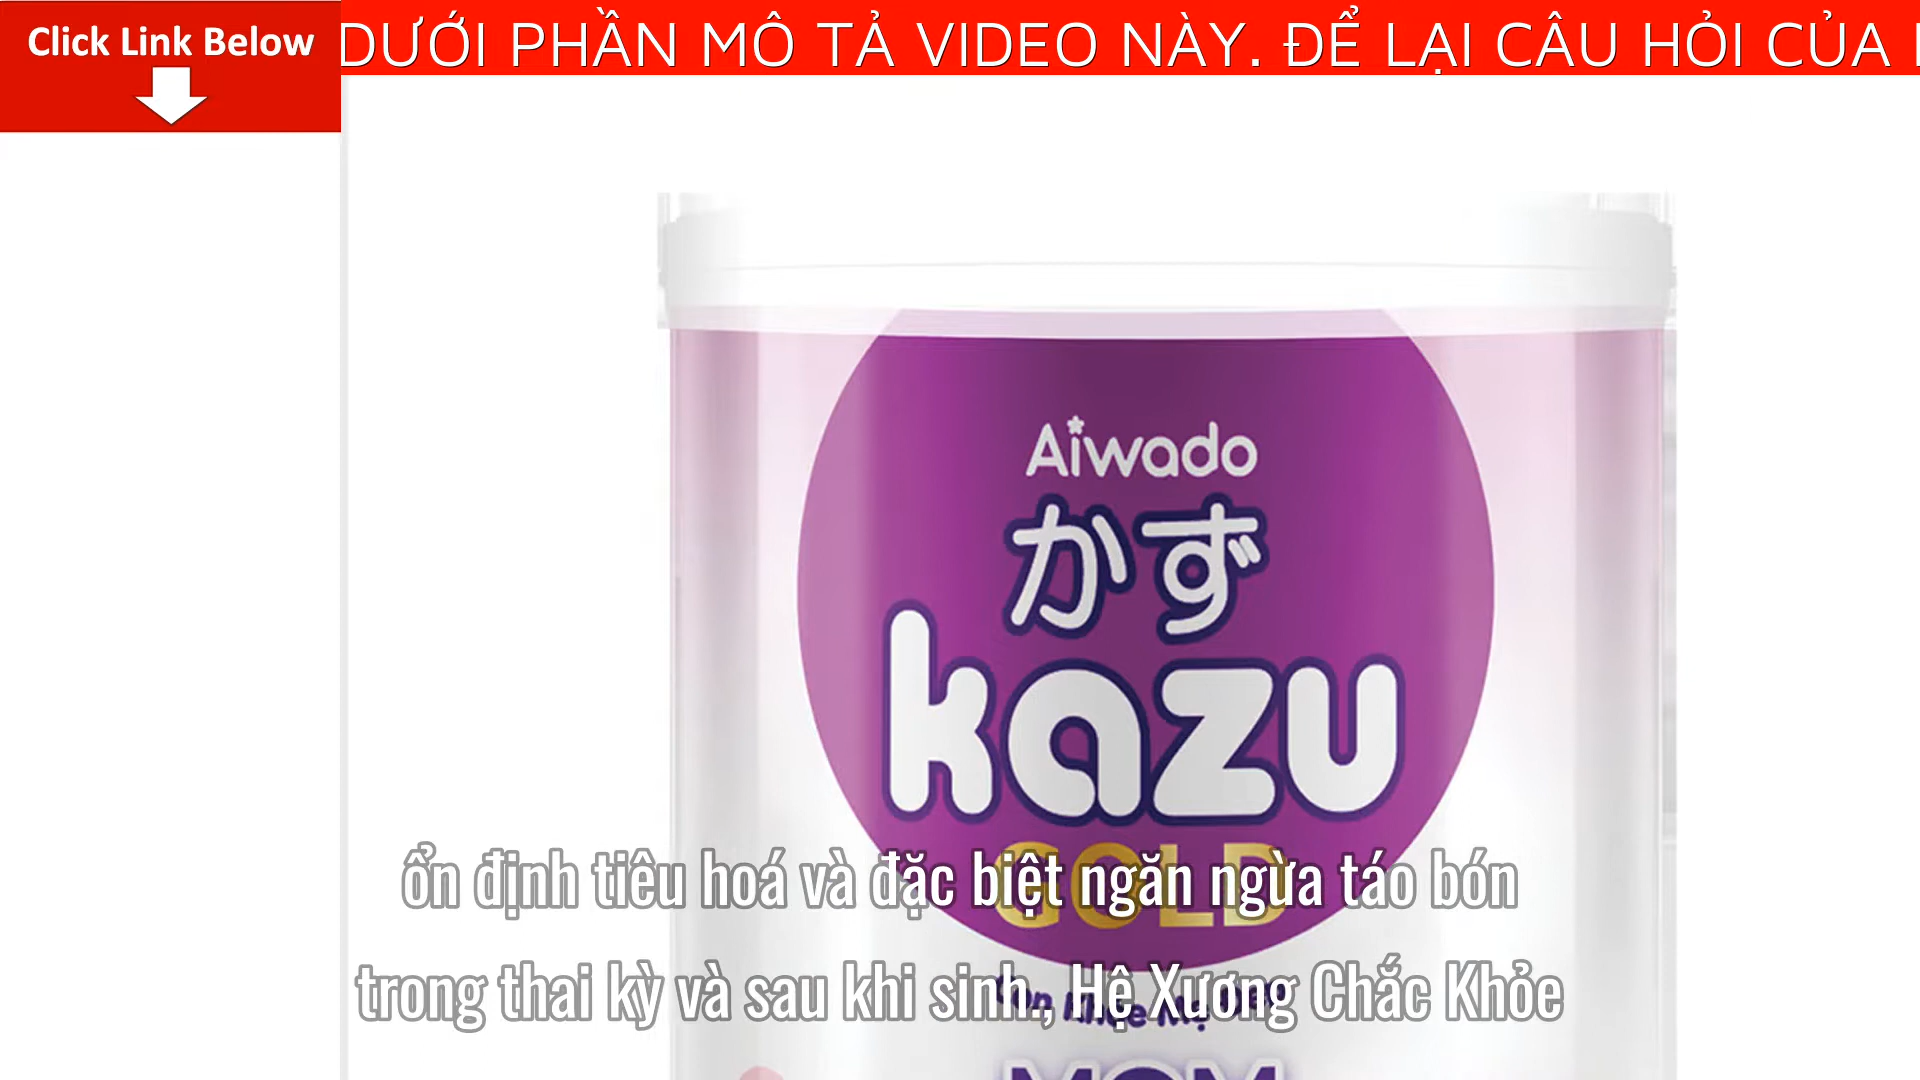 Click Link Below
DƯỚI PHẦN MÔ TẢ VIDEO NÀY. ĐỂ LẠI CÂU HỎI CỦA
Aiwado
かず
kazu
GOLD
ổn định tiêu hoá và đặc biệt ngăn ngừa táo bón
trong thai kỳ và sau khi sinh., Hệ Xương Chắc Khỏe
MOM